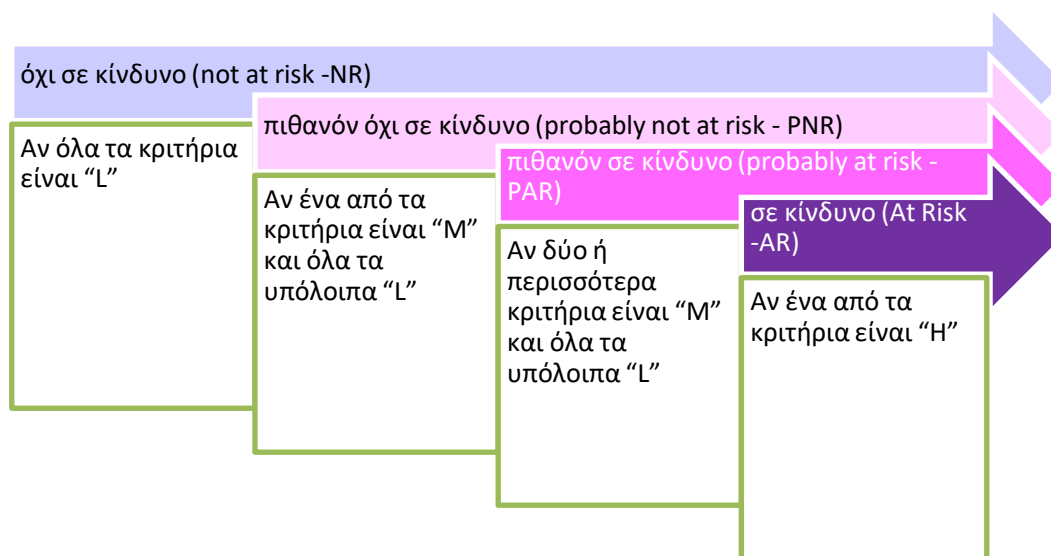 όχι σε κίνδυνο (not at risk -NR)
Αν όλα τα κριτήρια
είναι “L”
πιθανόν όχι σε κίνδυνο (probably not at risk - PNR)
Αν ένα από τα
κριτήρια είναι “M”
και όλα τα
υπόλοιπα “L”
πιθανόν σε κίνδυνο (probably at risk -
PAR)
Αν δύο ή
περισσότερα
κριτήρια είναι “M”
και όλα τα
υπόλοιπα “L”
σε κίνδυνο (At Risk
-AR)
Αν ένα από τα
κριτήρια είναι “H”